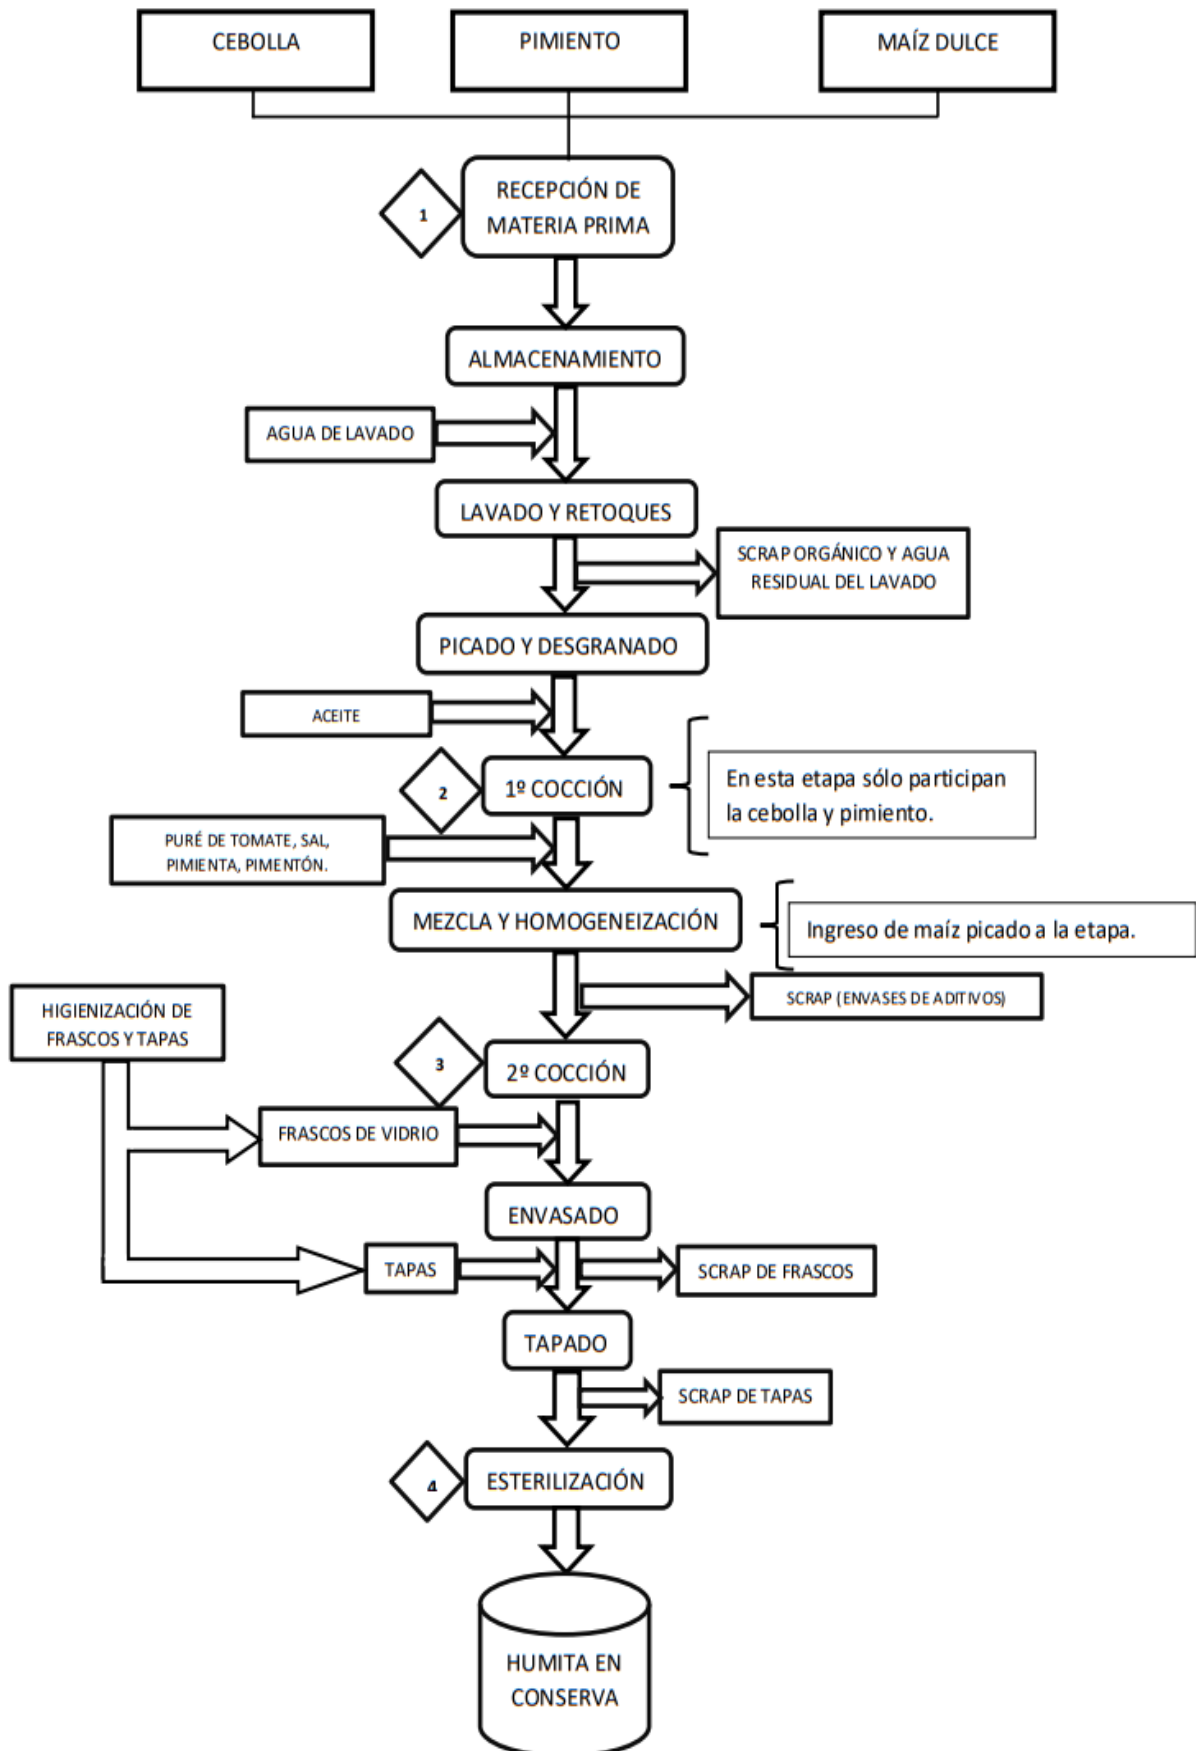 CEBOLLA
PIMIENTO
MAÍZ DULCE
RECEPCIÓN DE
MATERIA PRIMA
1
ALMACENAMIENTO
AGUA DE LAVADO
LAVADO Y RETOQUES
SCRAP ORGÁNICO Y AGUA
RESIDUAL DEL LAVADO
PICADO Y DESGRANADO
ACEITE
2
1º COCCIÓN
En esta etapa sólo participan
la cebolla y pimiento.
PURÉ DE TOMATE, SAL,
PIMIENTA, PIMENTÓN.
MEZCLA Y HOMOGENEIZACIÓN
Ingreso de maíz picado a la etapa.
SCRAP (ENVASES DE ADITIVOS)
HIGIENIZACIÓN DE
FRASCOS Y TAPAS
3
2º COCCIÓN
FRASCOS DE VIDRIO
ENVASADO
TAPAS
SCRAP DE FRASCOS
TAPADO
SCRAP DE TAPAS
4
ESTERILIZACIÓN
HUMITA EN
CONSERVA